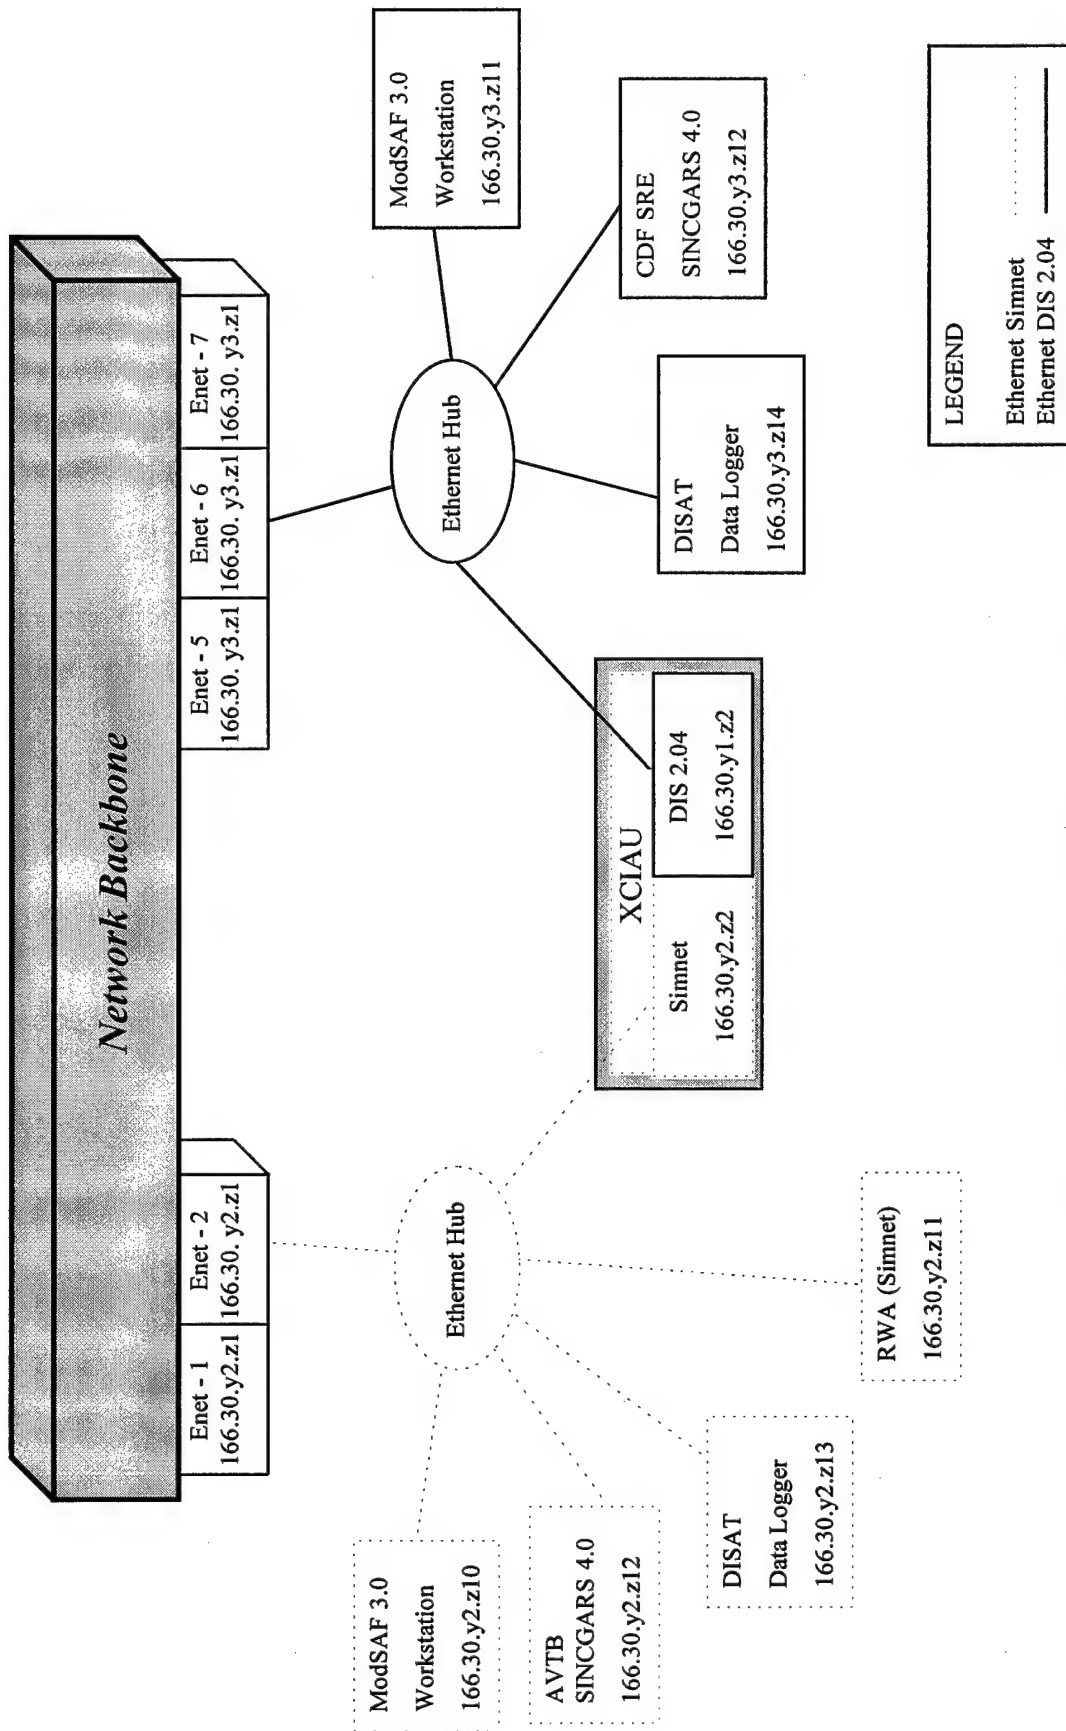 Network Backbone
Enet - 1
166.30.y2.z1
Enet - 2
166.30. y2.z1
Enet - 5
166.30. y3.z1
Enet - 6
166.30. y3.z1
Enet - 7
166.30. y3.z1
Ethernet Hub
Ethernet Hub
ModSAF 3.0
Workstation
166.30.y2.z10
AVTB
SINCGARS 4.0
166.30.y2.z12
DISAT
Data Logger
166.30.y2.z13
RWA (Simnet)
166.30.y2.z11
XCIAU
Simnet
166.30.y2.z2
DIS 2.04
166.30.y1.z2
DISAT
Data Logger
166.30.y3.z14
CDF SRE
SINCGARS 4.0
166.30.y3.z12
ModSAF 3.0
Workstation
166.30.y3.z11
LEGEND
Ethernet Simnet
Ethernet DIS 2.04